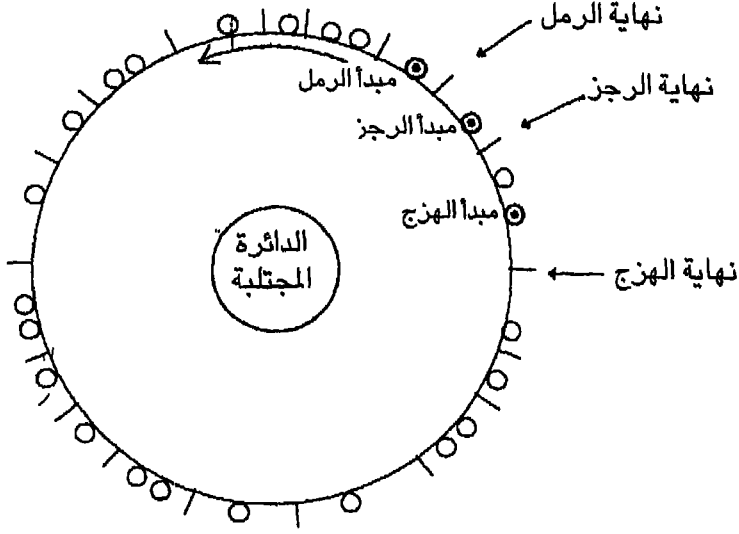 نهاية الرمل
مبدأ الرمل
نهاية الرجز
مبدأ الرجز
مبدأ الهزج
نهاية الهزج
الدائرة
المجتلبة